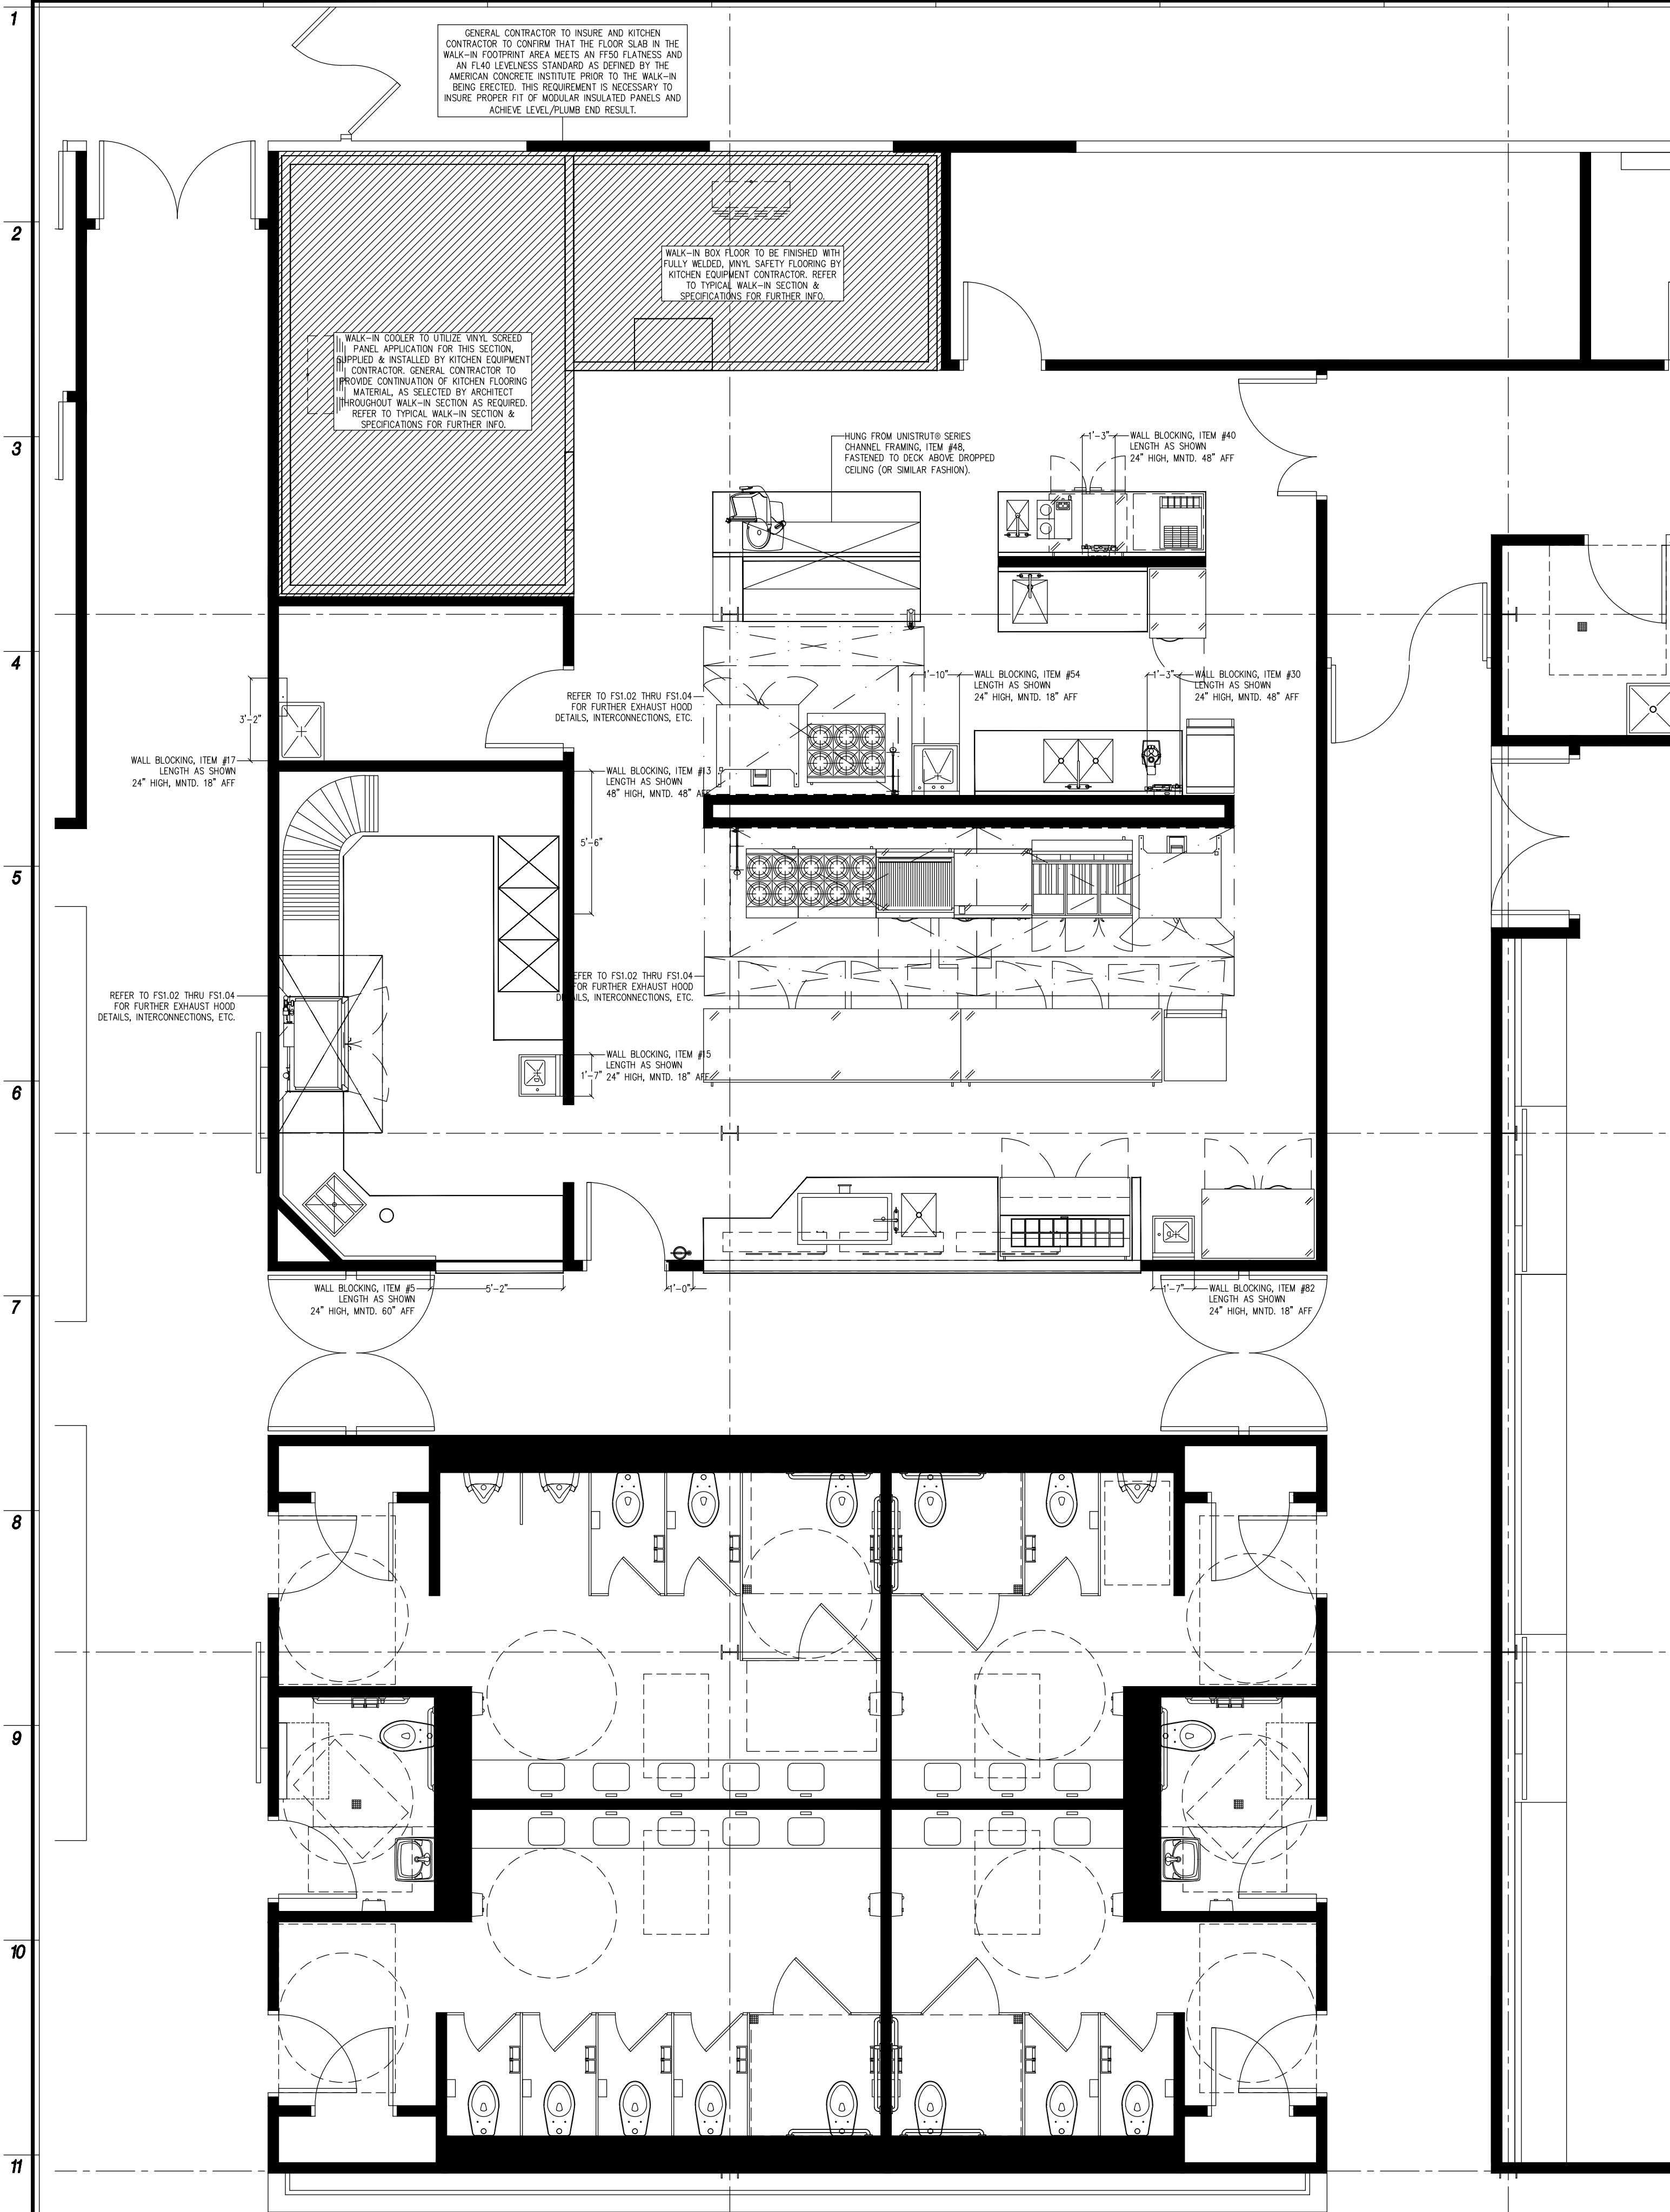 1
GENERAL CONTRACTOR TO INSURE AND KITCHEN
CONTRACTOR TO CONFIRM THAT THE FLOOR SLAB IN THE
WALK-IN FOOTPRINT AREA MEETS AN FF50 FLATNESS AND
AN FL40 LEVELNESS STANDARD AS DEFINED BY THE
AMERICAN CONCRETE INSTITUTE PRIOR TO THE WALK-IN
BEING ERECTED. THIS REQUIREMENT IS NECESSARY TO
INSURE PROPER FIT OF MODULAR INSULATED PANELS AND
ACHIEVE LEVEL/PLUMB END RESULT.
2
WALK-IN BOX FLOOR TO BE FINISHED WITH
FULLY WELDED, VINYL SAFETY FLOORING BY
KITCHEN EQUIPMENT CONTRACTOR. REFER
TO TYPICAL WALK-IN SECTION &
SPECIFICATIONS FOR FURTHER INFO.
WALK-IN COOLER TO UTILIZE VINYL SCREED
PANEL APPLICATION FOR THIS SECTION,
SUPPLIED & INSTALLED BY KITCHEN EQUIPMENT
CONTRACTOR. GENERAL CONTRACTOR TO
PROVIDE CONTINUATION OF KITCHEN FLOORING
MATERIAL, AS SELECTED BY ARCHITECT
THROUGHOUT WALK-IN SECTION AS REQUIRED.
REFER TO TYPICAL WALK-IN SECTION &
SPECIFICATIONS FOR FURTHER INFO.
3
HUNG FROM UNISTRUT® SERIES
CHANNEL FRAMING, ITEM #48,
FASTENED TO DECK ABOVE DROPPED
CEILING (OR SIMILAR FASHION).
1'-3"
WALL BLOCKING, ITEM #40
LENGTH AS SHOWN
24" HIGH, MNTD. 48" AFF
4
3'-2"
WALL BLOCKING, ITEM #17
LENGTH AS SHOWN
24" HIGH, MNTD. 18" AFF
REFER TO FS1.02 THRU FS1.04
FOR FURTHER EXHAUST HOOD
DETAILS, INTERCONNECTIONS, ETC.
1'-10"
WALL BLOCKING, ITEM #54
LENGTH AS SHOWN
24" HIGH, MNTD. 18" AFF
1'-3"
WALL BLOCKING, ITEM #30
LENGTH AS SHOWN
24" HIGH, MNTD. 48" AFF
WALL BLOCKING, ITEM #13
LENGTH AS SHOWN
48" HIGH, MNTD. 48" AFF
5'-6"
5
REFER TO FS1.02 THRU FS1.04
FOR FURTHER EXHAUST HOOD
DETAILS, INTERCONNECTIONS, ETC.
REFER TO FS1.02 THRU FS1.04
FOR FURTHER EXHAUST HOOD
DETAILS, INTERCONNECTIONS, ETC.
WALL BLOCKING, ITEM #15
LENGTH AS SHOWN
24" HIGH, MNTD. 18" AFF
1'-7"
6
WALL BLOCKING, ITEM #5
LENGTH AS SHOWN
24" HIGH, MNTD. 60" AFF
5'-2"
1'-0"
1'-7"
WALL BLOCKING, ITEM #82
LENGTH AS SHOWN
24" HIGH, MNTD. 18" AFF
7
8
9
10
11